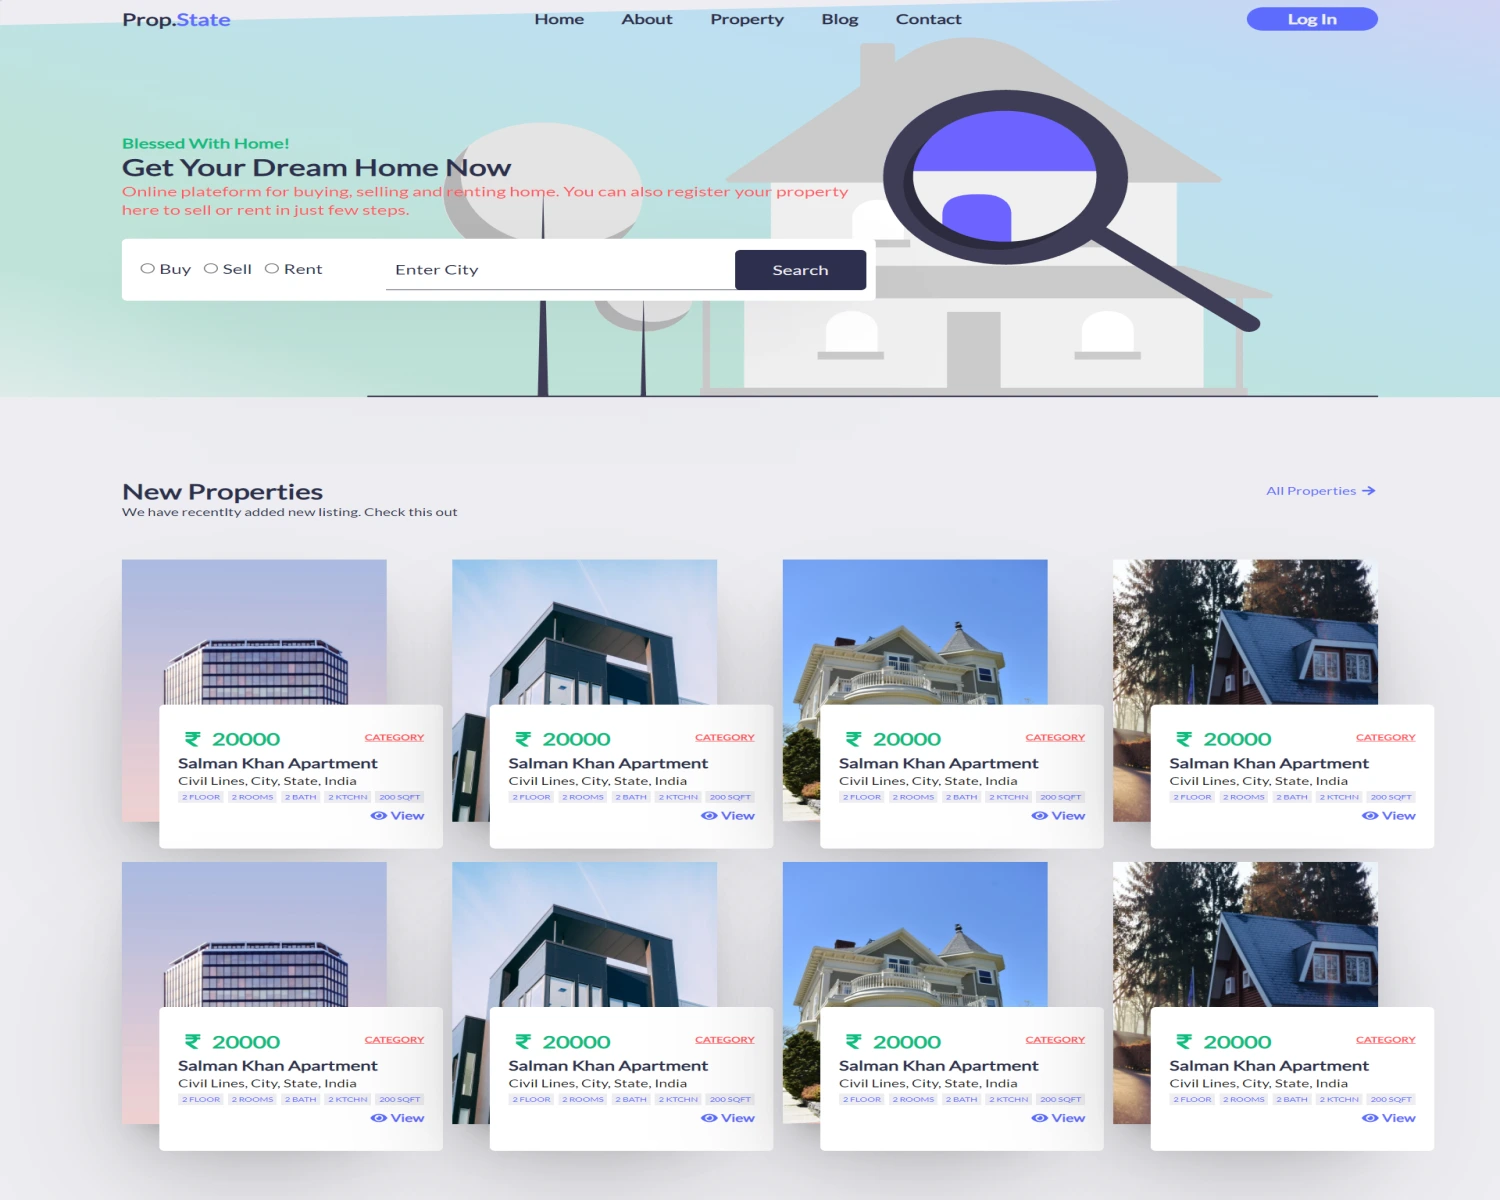 Prop.State
Home About Property Blog Contact
Log In
Blessed With Home!
Get Your Dream Home Now
Online plateform for buying, selling and renting home. You can also register your property
here to sell or rent in just few steps.
Buy Sell Rent Enter City Search
New Properties
All Properties →
We have recentlty added new listing. Check this out
₹ 20000 CATEGORY
Salman Khan Apartment
Civil Lines, City, State, India
2 FLOOR 2 ROOMS 2 BATH 2 KTCHN 200 SQFT
View
₹ 20000 CATEGORY
Salman Khan Apartment
Civil Lines, City, State, India
2 FLOOR 2 ROOMS 2 BATH 2 KTCHN 200 SQFT
View
₹ 20000 CATEGORY
Salman Khan Apartment
Civil Lines, City, State, India
2 FLOOR 2 ROOMS 2 BATH 2 KTCHN 200 SQFT
View
₹ 20000 CATEGORY
Salman Khan Apartment
Civil Lines, City, State, India
2 FLOOR 2 ROOMS 2 BATH 2 KTCHN 200 SQFT
View
₹ 20000 CATEGORY
Salman Khan Apartment
Civil Lines, City, State, India
2 FLOOR 2 ROOMS 2 BATH 2 KTCHN 200 SQFT
View
₹ 20000 CATEGORY
Salman Khan Apartment
Civil Lines, City, State, India
2 FLOOR 2 ROOMS 2 BATH 2 KTCHN 200 SQFT
View
₹ 20000 CATEGORY
Salman Khan Apartment
Civil Lines, City, State, India
2 FLOOR 2 ROOMS 2 BATH 2 KTCHN 200 SQFT
View
₹ 20000 CATEGORY
Salman Khan Apartment
Civil Lines, City, State, India
2 FLOOR 2 ROOMS 2 BATH 2 KTCHN 200 SQFT
View